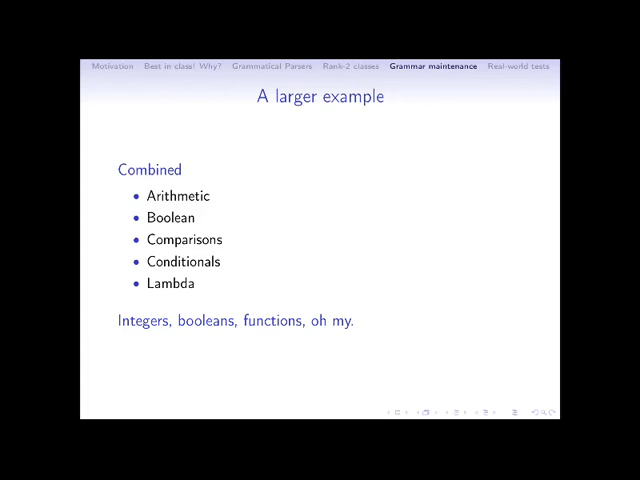 Motivation Best in class! Why? Grammatical Parsers Rank-2 classes Grammar maintenance Real-world tests
A larger example
Combined
• Arithmetic
• Boolean
• Comparisons
• Conditionals
• Lambda
Integers, booleans, functions, oh my.